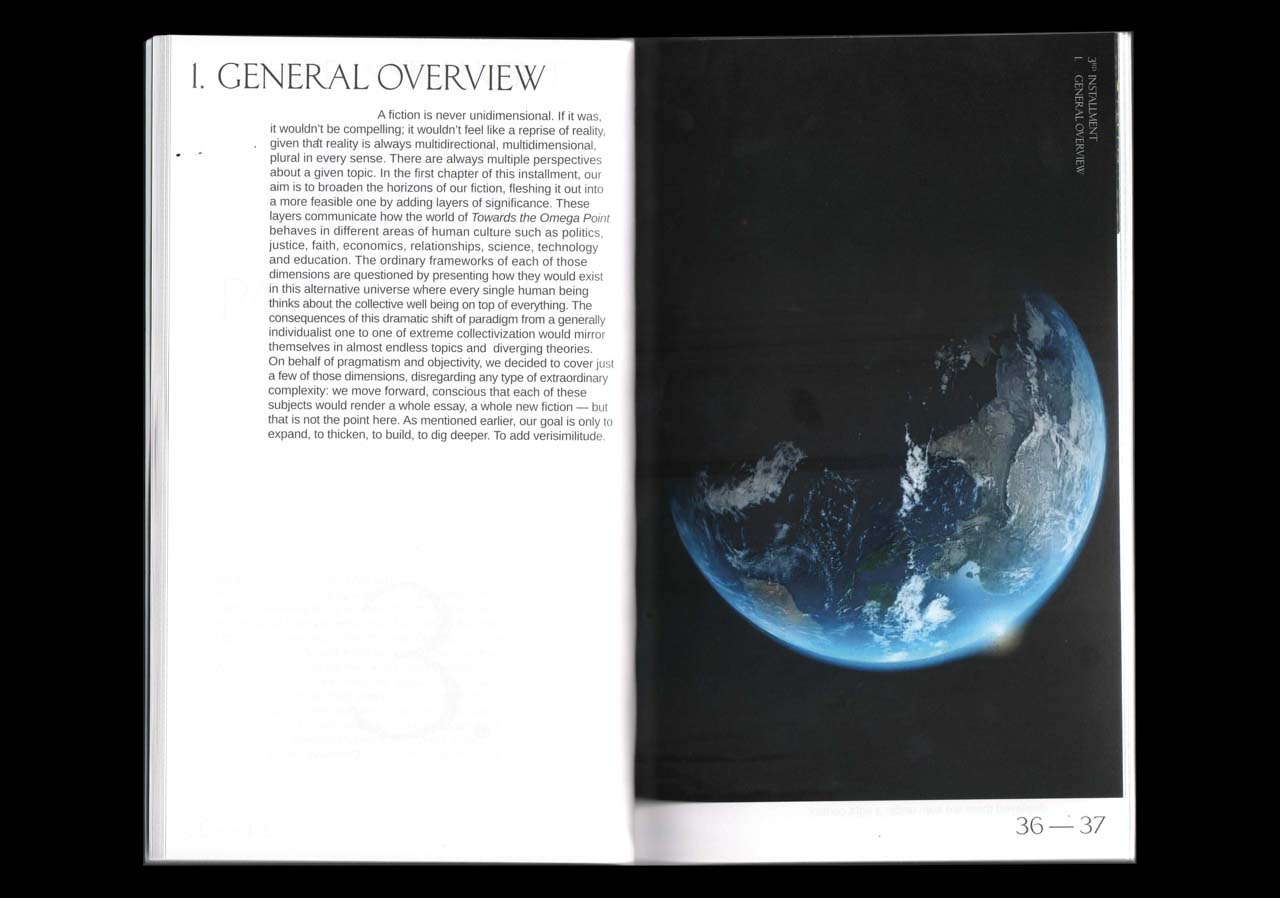 1. GENERAL OVERVIEW
A fiction is never unidimensional. If it was,
it wouldn't be compelling; it wouldn't feel like a reprise of reality,
given that reality is always multidirectional, multidimensional,
plural in every sense. There are always multiple perspectives
about a given topic. In the first chapter of this installment, our
aim is to broaden the horizons of our fiction, fleshing it out into
a more feasible one by adding layers of significance. These
layers communicate how the world of Towards the Omega Point
behaves in different areas of human culture such as politics,
justice, faith, economics, relationships, science, technology
and education. The ordinary frameworks of each of those
dimensions are questioned by presenting how they would exist
in this alternative universe where every single human being
thinks about the collective well being on top of everything. The
consequences of this dramatic shift of paradigm from a generally
individualist one to one of extreme collectivization would mirror
themselves in almost endless topics and diverging theories.
On behalf of pragmatism and objectivity, we decided to cover just
a few of those dimensions, disregarding any type of extraordinary
complexity: we move forward, conscious that each of these
subjects would render a whole essay, a whole new fiction — but
that is not the point here. As mentioned earlier, our goal is only to
expand, to thicken, to build, to dig deeper. To add verisimilitude.
3RD INSTALLMENT
1. GENERAL OVERVIEW
36 — 37